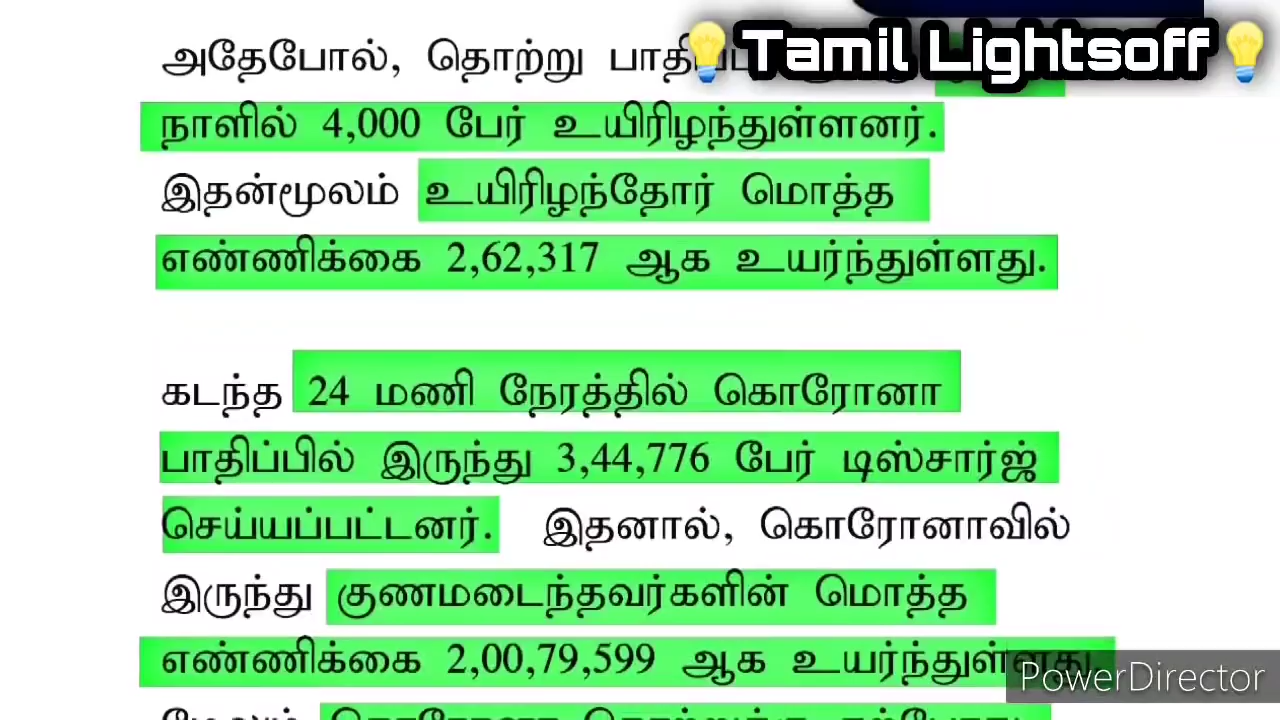 💡Tamil Lightsoff💡
அதேபோல், தொற்று
நாளில் 4,000 பேர் உயிரிழந்துள்ளனர்.
இதன்மூலம் உயிரிழந்தோர் மொத்த
எண்ணிக்கை 2,62,317 ஆக உயர்ந்துள்ளது.
கடந்த 24 மணி நேரத்தில் கொரோனா
பாதிப்பில் இருந்து 3,44,776 பேர் டிஸ்சார்ஜ்
செய்யப்பட்டனர். இதனால், கொரோனாவில்
இருந்து குணமடைந்தவர்களின் மொத்த
எண்ணிக்கை 2,00,79,599 ஆக உயர்ந்துள்ளது.
PowerDirector